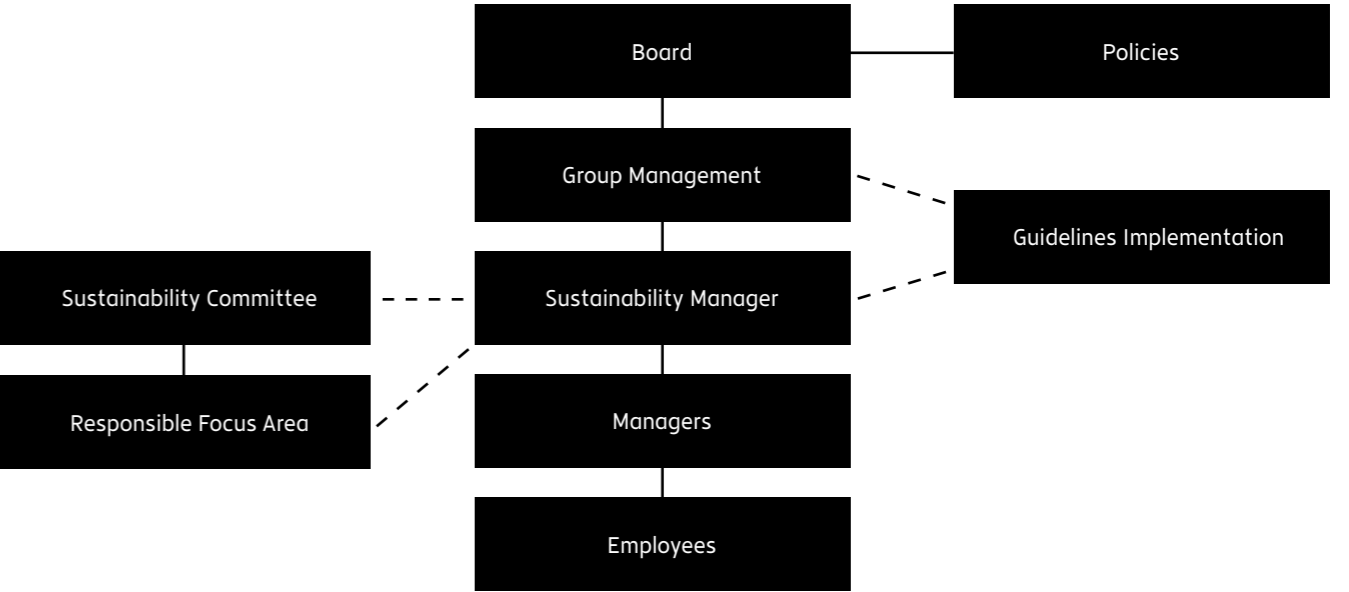 Board
Policies
Group Management
Guidelines Implementation
Sustainability Committee
Sustainability Manager
Responsible Focus Area
Managers
Employees